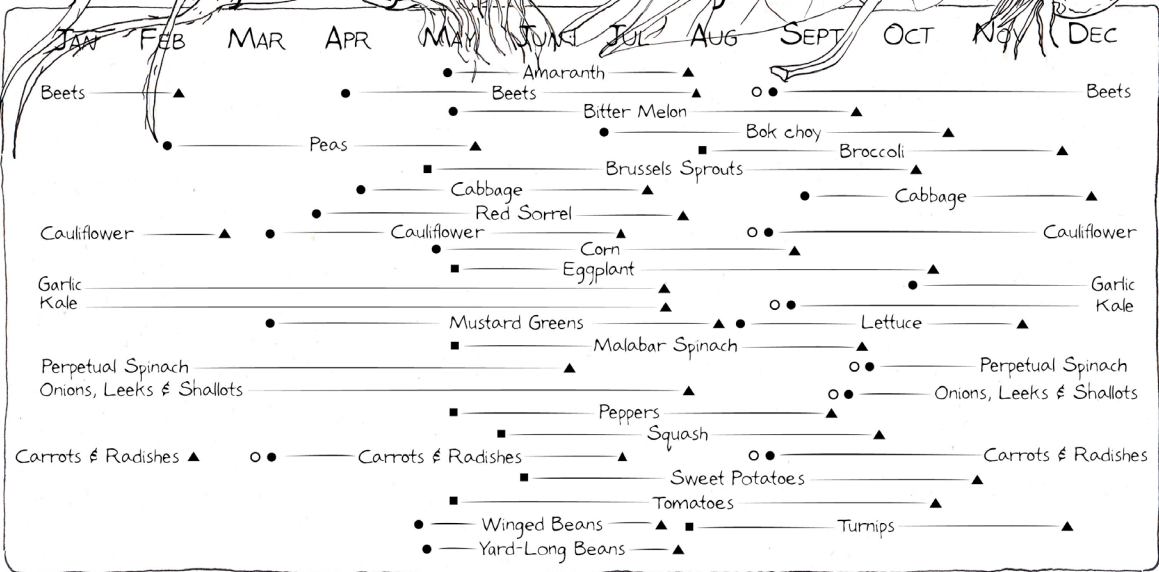 JAN FEB MAR APR MAY JUNE JUL AUG SEPT OCT NOV DEC
Amaranth
Beets Beets Beets
Bitter Melon
Bok choy
Peas Broccoli
Brussels Sprouts
Cabbage Cabbage
Red Sorrel
Cauliflower Cauliflower Cauliflower
Corn
Eggplant
Garlic Garlic
Kale Kale
Mustard Greens Lettuce
Malabar Spinach
Perpetual Spinach Perpetual Spinach
Onions, Leeks & Shallots Onions, Leeks & Shallots
Peppers
Squash
Carrots & Radishes Carrots & Radishes Carrots & Radishes
Sweet Potatoes
Tomatoes
Winged Beans Turnips
Yard-Long Beans